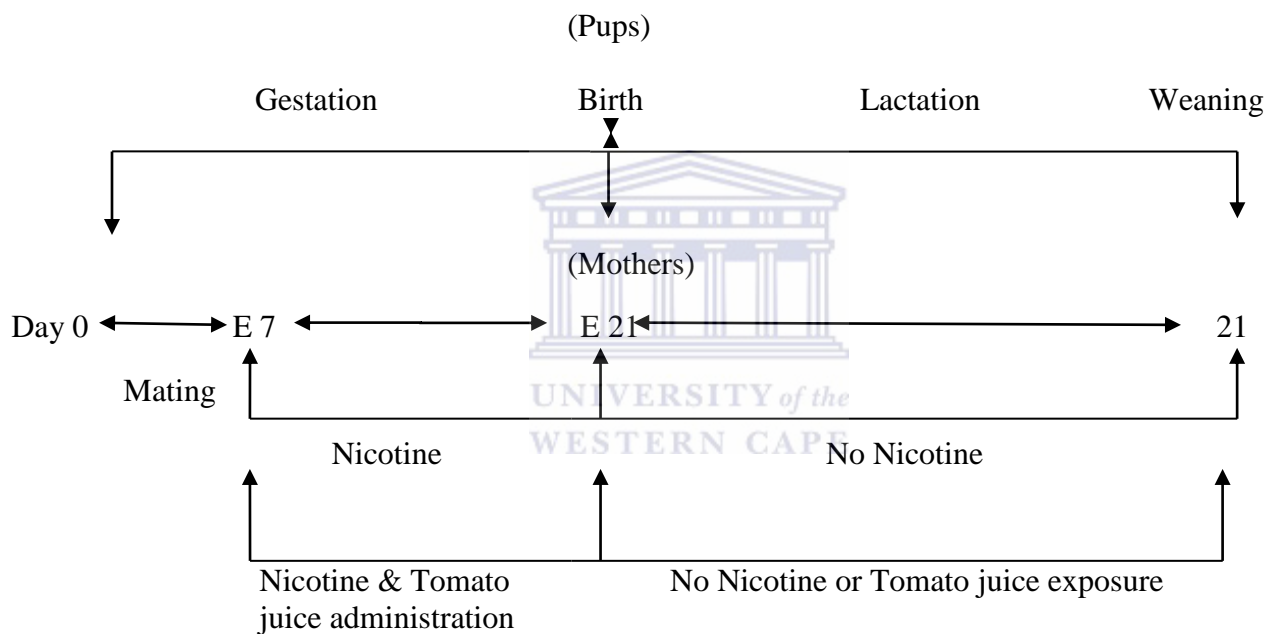 (Pups)
Gestation Birth Lactation Weaning
(Mothers)
Day 0 E 7 E 21 21
Mating
UNIVERSITY of the
WESTERN CAPE
Nicotine No Nicotine
Nicotine & Tomato No Nicotine or Tomato juice exposure
juice administration